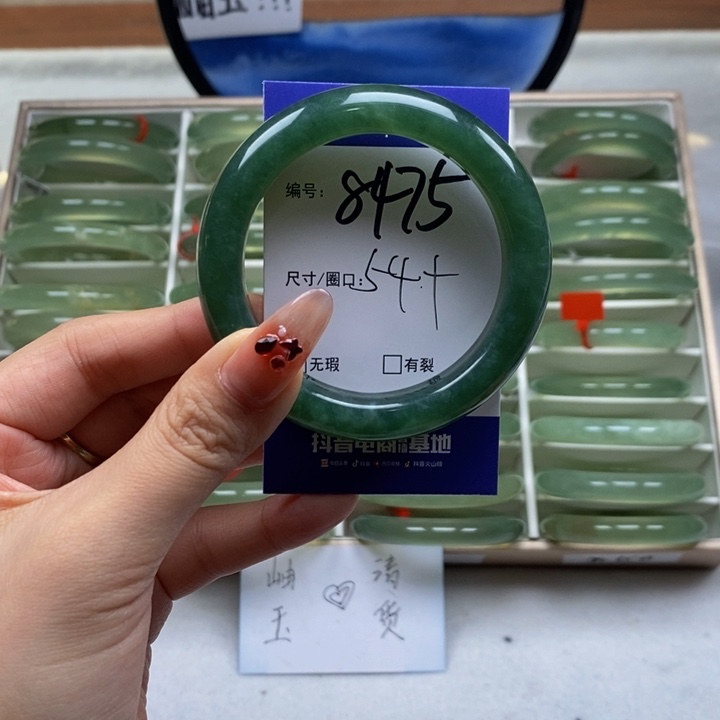 编号: 8475
尺寸/圈口: 54.+
无瑕 □有裂
抖音电商 基地
岫玉 ♡ 清货